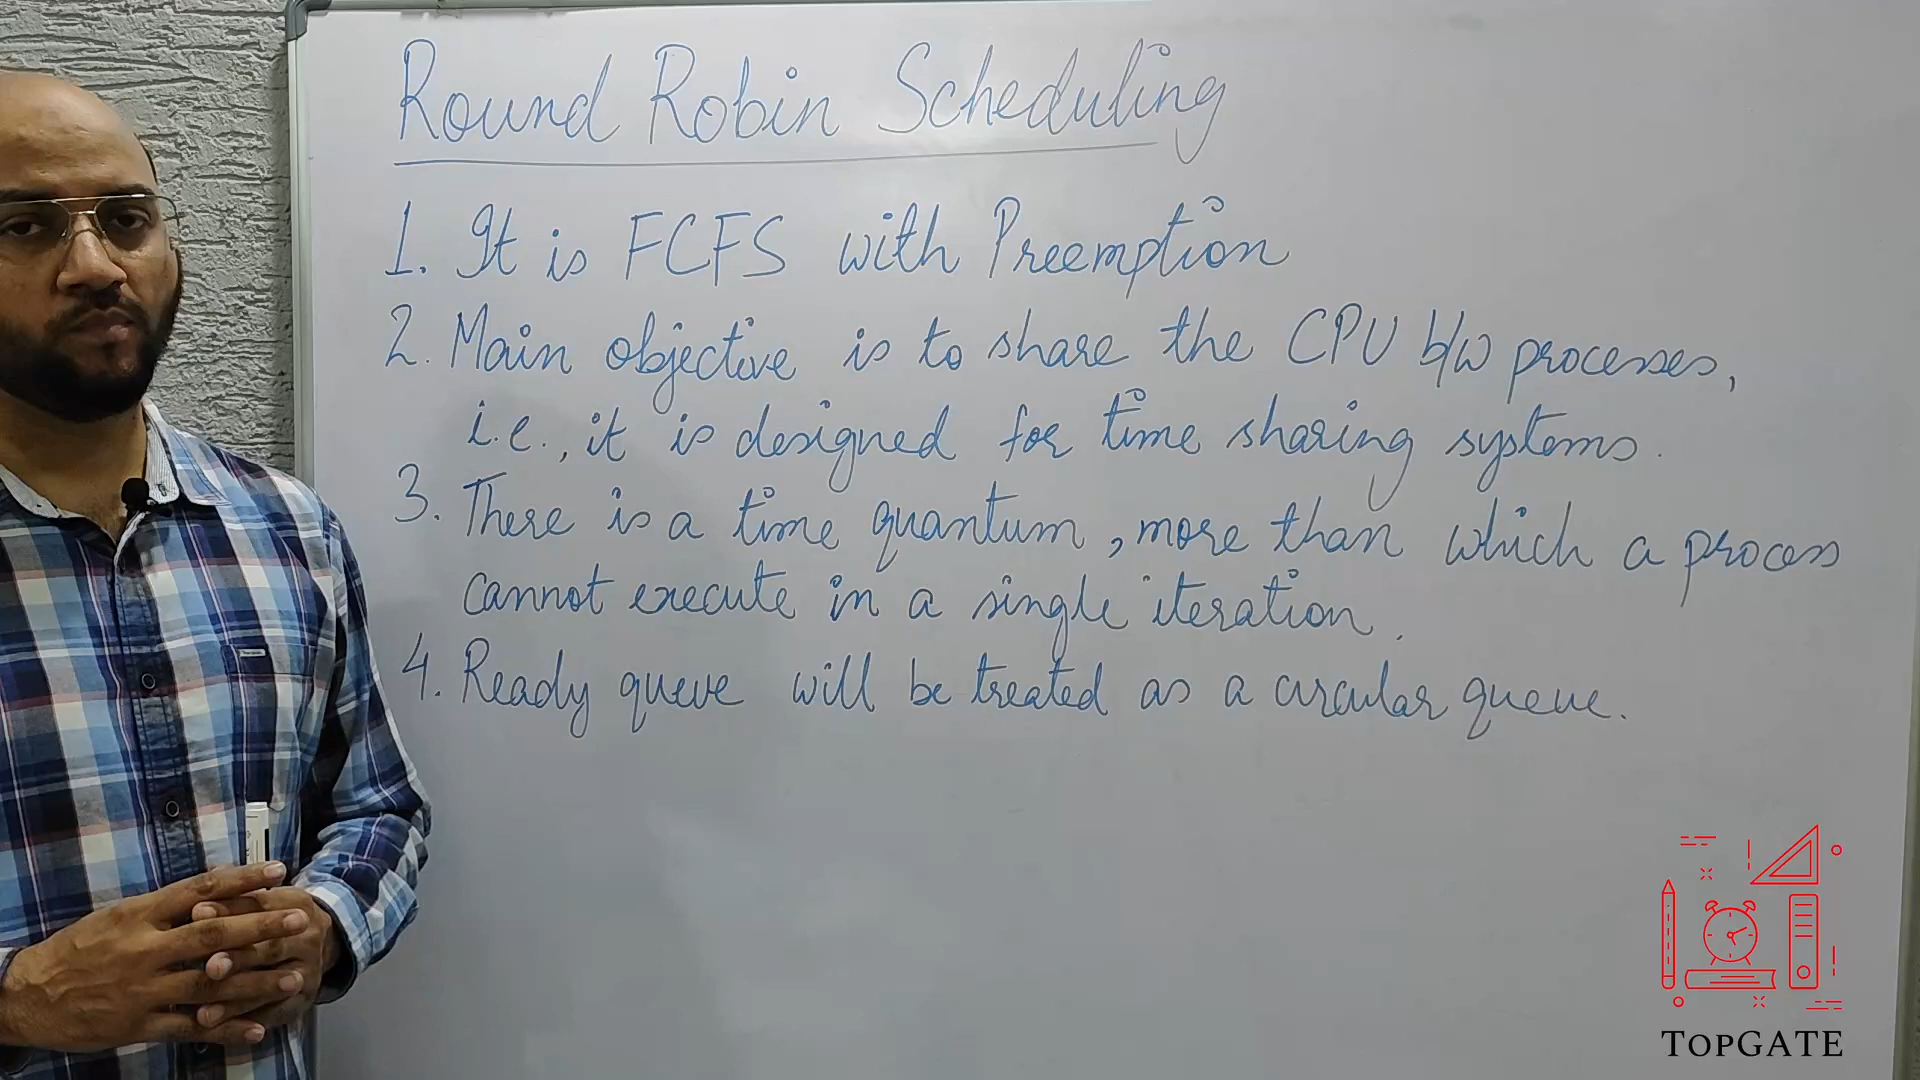 Round Robin Scheduling
1. It is FCFS with Preemption
2. Main objective is to share the CPU b/w processes,
i.e., it is designed for time sharing systems.
3. There is a time quantum, more than which a process
cannot execute in a single iteration.
4. Ready queue will be treated as a circular queue.
TOPGATE